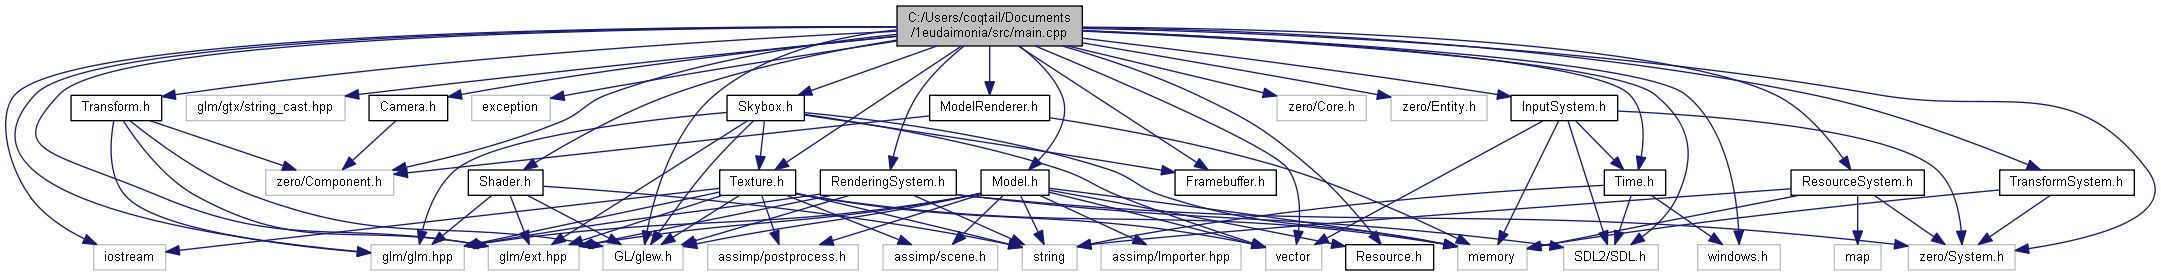 C:/Users/coqtail/Documents
/1eudaimonia/src/main.cpp
Transform.h
glm/gtx/string_cast.hpp
Camera.h
exception
Skybox.h
ModelRenderer.h
zero/Core.h
zero/Entity.h
InputSystem.h
zero/Component.h
Shader.h
Texture.h
RenderingSystem.h
Model.h
Framebuffer.h
Time.h
ResourceSystem.h
TransformSystem.h
iostream
glm/glm.hpp
glm/ext.hpp
GL/glew.h
assimp/postprocess.h
assimp/scene.h
string
assimp/Importer.hpp
vector
Resource.h
memory
SDL2/SDL.h
windows.h
map
zero/System.h